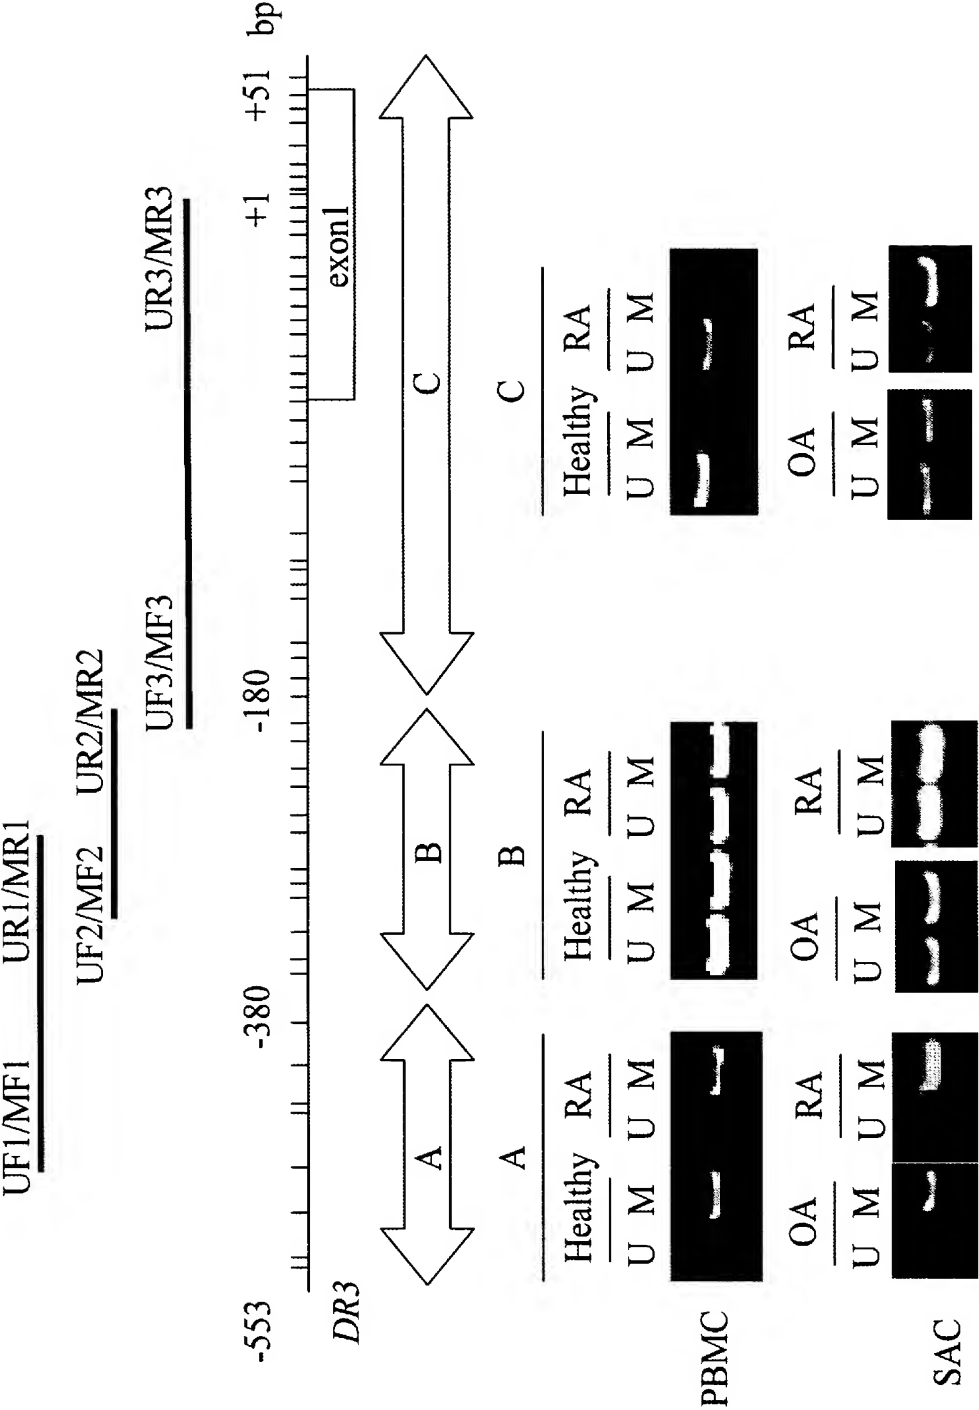 UF1/MF1 UR1/MR1
UF2/MF2 UR2/MR2
UF3/MF3 UR3/MR3
-553 -380 -180 +1 +51 bp
DR3 exon1
A B C
A B C
Healthy RA Healthy RA Healthy RA
U M U M U M U M U M U M
PBMC
OA RA OA RA OA RA
U M U M U M U M U M U M
SAC